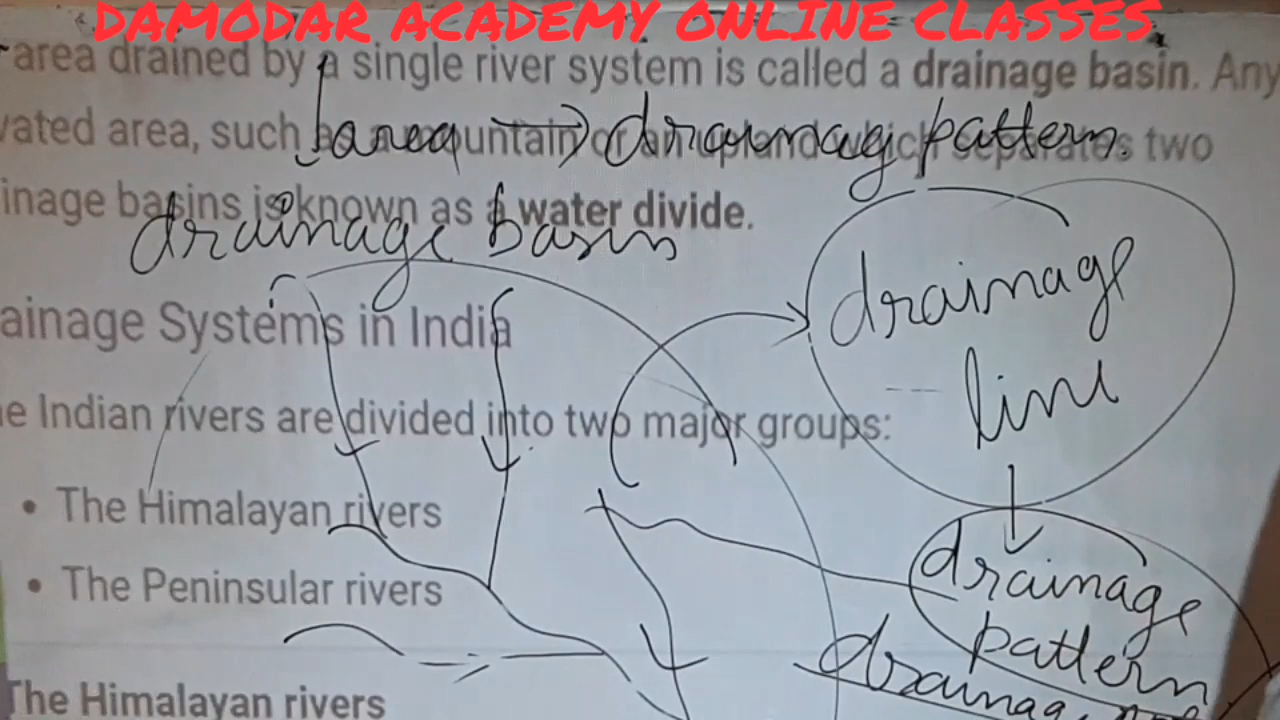 DAMODAR ACADEMY ONLINE CLASSES
area drained by a single river system is called a drainage basin. Any
vated area, such as a mountain or an upland which separates two
area → drainag pattern.
inage basins is known as a water divide.
drainage basin
drainage
line
ainage Systems in India
e Indian rivers are divided into two major groups:
• The Himalayan rivers
• The Peninsular rivers
drainage
pattern
The Himalayan rivers